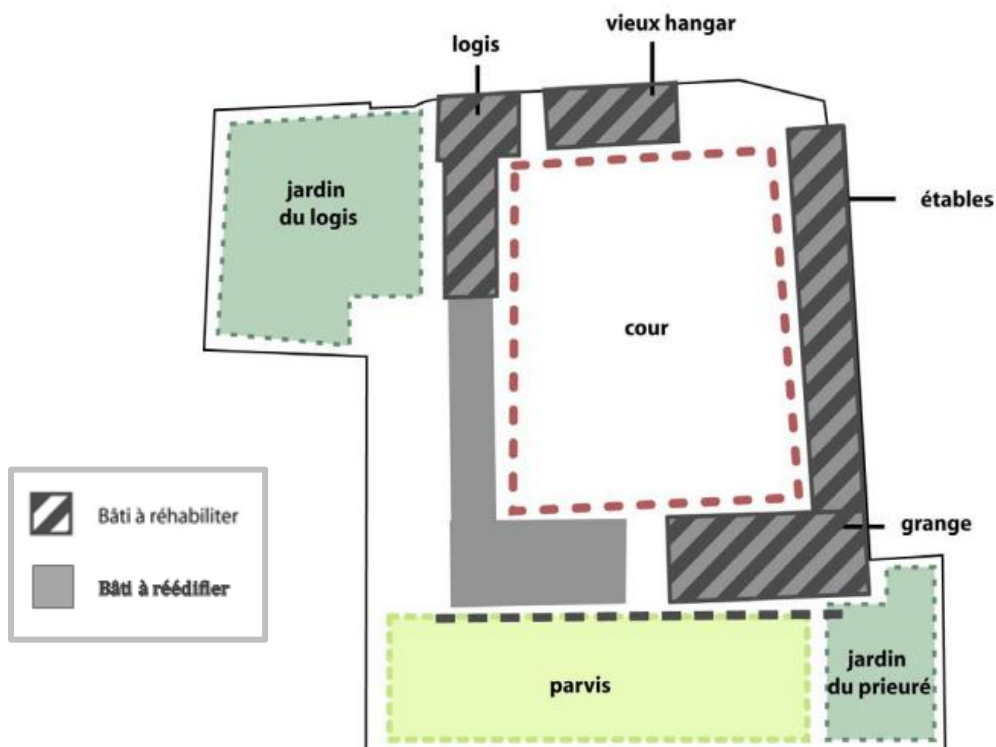 vieux hangar
logis
jardin
du logis
étables
cour
Bâti à réhabiliter
grange
Bâti à réédifier
jardin
du prieuré
parvis